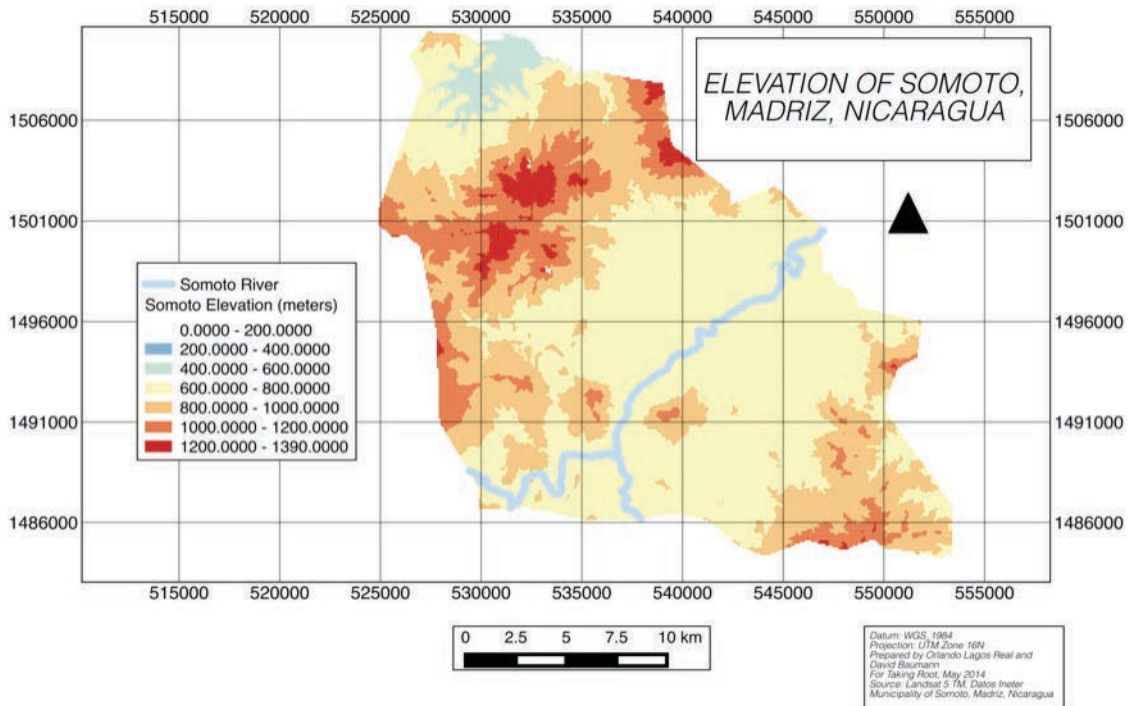 515000 520000 525000 530000 535000 540000 545000 550000 555000
ELEVATION OF SOMOTO,
MADRIZ, NICARAGUA
1506000 1506000
1501000 1501000
Somoto River
Somoto Elevation (meters)
0.0000 - 200.0000
200.0000 - 400.0000
400.0000 - 600.0000
600.0000 - 800.0000
800.0000 - 1000.0000
1000.0000 - 1200.0000
1200.0000 - 1390.0000
1496000 1496000
1491000 1491000
1486000 1486000
515000 520000 525000 530000 535000 540000 545000 550000 555000
0 2.5 5 7.5 10 km
Datum: WGS_1984
Projection: UTM Zone 16N
Prepared by Orlando Lagos Real and
David Baumann
For Taking Root, May 2014
Source: Landsat 5 TM, Datos Ineter
Municipality of Somoto, Madriz, Nicaragua